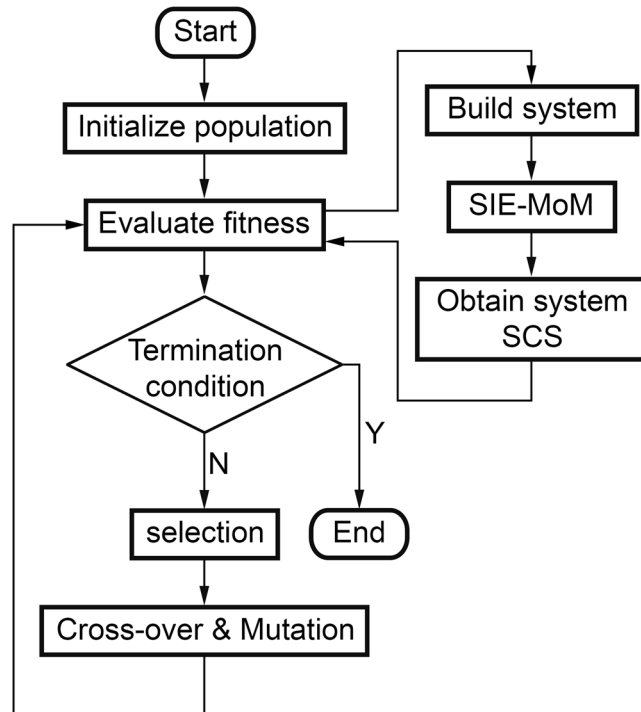 Start
Initialize population
Evaluate fitness
Termination
condition
N
Y
selection
End
Cross-over & Mutation
Build system
SIE-MoM
Obtain system
SCS